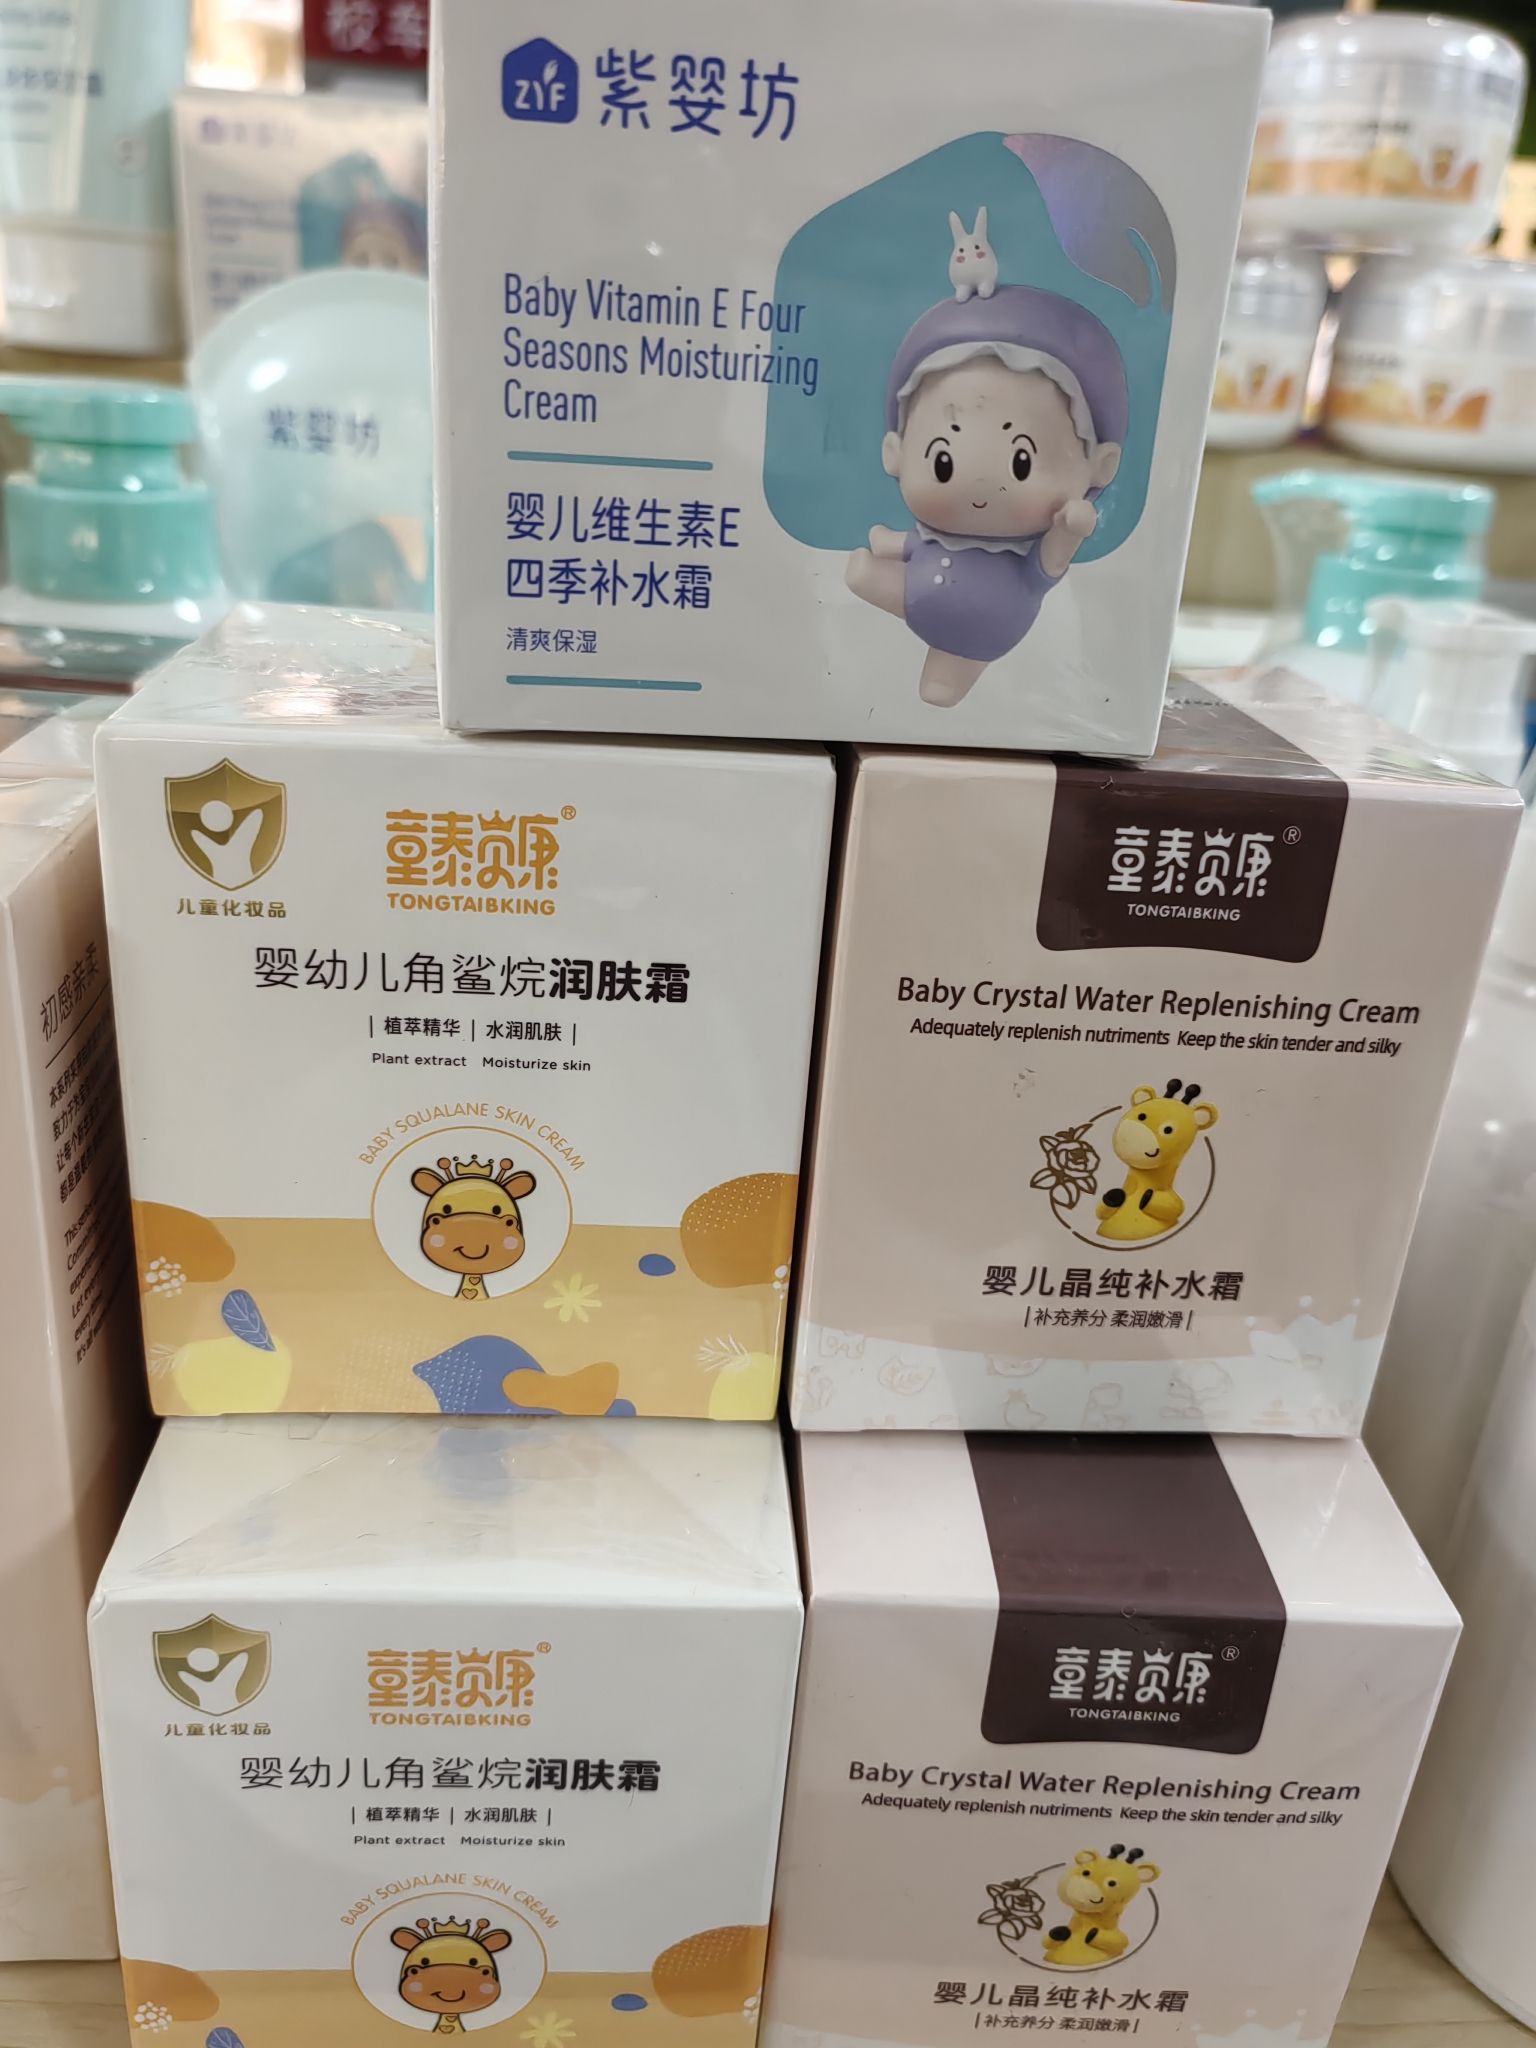 ZYF 紫婴坊
Baby Vitamin E Four
Seasons Moisturizing
Cream
婴儿维生素E
四季补水霜
清爽保湿
紫婴坊
儿童化妆品
童泰贝康®
TONGTAIBKING
婴幼儿角鲨烷润肤霜
| 植萃精华 | 水润肌肤 |
Plant extract Moisturize skin
BABY SQUALANE SKIN CREAM
童泰贝康®
TONGTAIBKING
Baby Crystal Water Replenishing Cream
Adequately replenish nutriments Keep the skin tender and silky
婴儿晶纯补水霜
|补充养分 柔润嫩滑|
初感亲柔
儿童化妆品
童泰贝康®
TONGTAIBKING
婴幼儿角鲨烷润肤霜
| 植萃精华 | 水润肌肤 |
Plant extract Moisturize skin
BABY SQUALANE SKIN CREAM
童泰贝康®
TONGTAIBKING
Baby Crystal Water Replenishing Cream
Adequately replenish nutriments Keep the skin tender and silky
婴儿晶纯补水霜
|补充养分 柔润嫩滑|